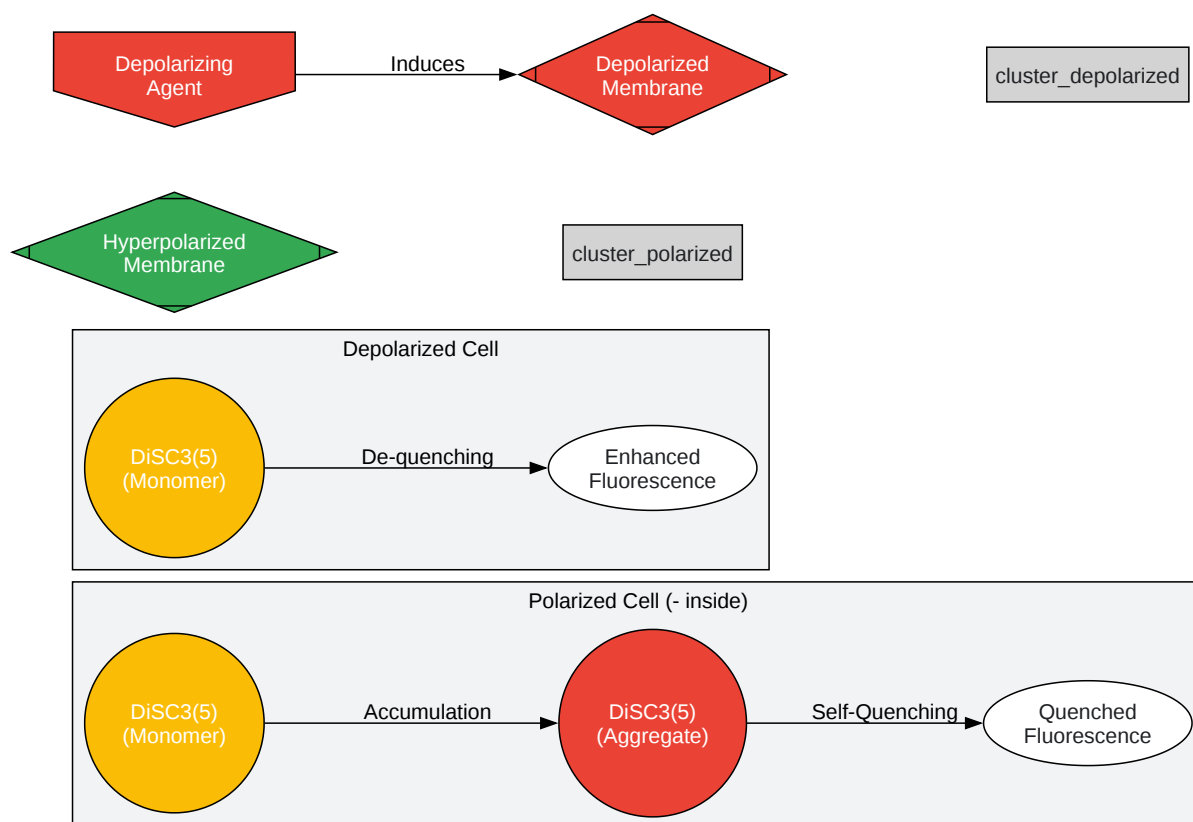 Depolarizing
Agent
Induces
Depolarized
Membrane
cluster_depolarized
Hyperpolarized
Membrane
cluster_polarized
Depolarized Cell
DiSC3(5)
(Monomer)
De-quenching
Enhanced
Fluorescence
Polarized Cell (- inside)
DiSC3(5)
(Monomer)
Accumulation
DiSC3(5)
(Aggregate)
Self-Quenching
Quenched
Fluorescence